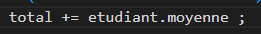 total += etudiant.moyenne ;